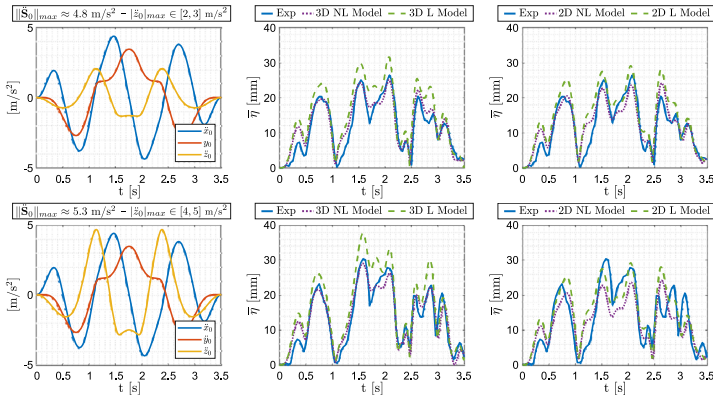 ||S̈₀||max ≈ 4.8 m/s² − |z̈₀|max ∈ [2, 3] m/s²
Exp 3D NL Model 3D L Model
Exp 2D NL Model 2D L Model
5
0
-5
[m/s²]
ẍ₀
ÿ₀
z̈₀
0 0.5 1 1.5 2 2.5 3 3.5
t [s]
40
30
20
10
0
η̅ [mm]
0 0.5 1 1.5 2 2.5 3 3.5
t [s]
40
30
20
10
0
η̅ [mm]
0 0.5 1 1.5 2 2.5 3 3.5
t [s]
||S̈₀||max ≈ 5.3 m/s² − |z̈₀|max ∈ [4, 5] m/s²
Exp 3D NL Model 3D L Model
Exp 2D NL Model 2D L Model
5
0
-5
[m/s²]
ẍ₀
ÿ₀
z̈₀
0 0.5 1 1.5 2 2.5 3 3.5
t [s]
40
30
20
10
0
η̅ [mm]
0 0.5 1 1.5 2 2.5 3 3.5
t [s]
40
30
20
10
0
η̅ [mm]
0 0.5 1 1.5 2 2.5 3 3.5
t [s]